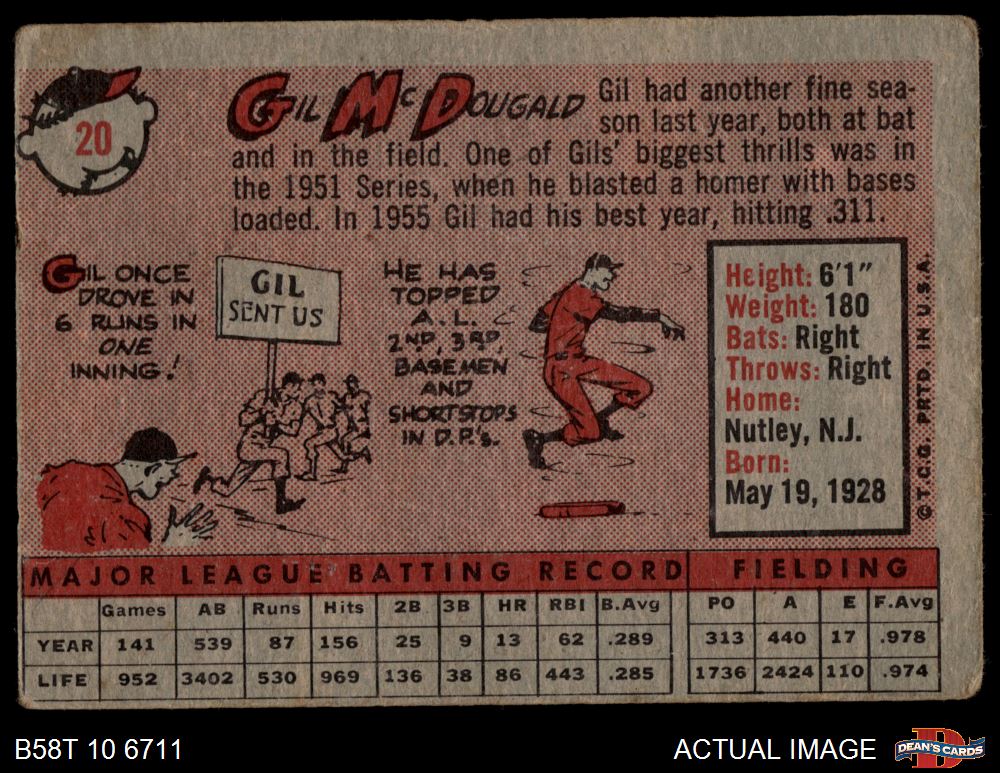 20
GIL McDOUGALD
Gil had another fine sea-
son last year, both at bat
and in the field. One of Gils' biggest thrills was in
the 1951 Series, when he blasted a homer with bases
loaded. In 1955 Gil had his best year, hitting .311.
GIL ONCE
DROVE IN
6 RUNS IN
ONE
INNING!
GIL
SENT US
HE HAS
TOPPED
A.L.
2ND, 3RD,
BASEMEN
AND
SHORTSTOPS
IN D.P.'s.
Height: 6'1"
Weight: 180
Bats: Right
Throws: Right
Home:
Nutley, N.J.
Born:
May 19, 1928
©T.C.G. PRTD. IN U.S.A.
MAJOR LEAGUE BATTING RECORD FIELDING
Games AB Runs Hits 2B 3B HR RBI B.Avg PO A E F.Avg
YEAR 141 539 87 156 25 9 13 62 .289 313 440 17 .978
LIFE 952 3402 530 969 136 38 86 443 .285 1736 2424 110 .974
B58T 10 6711 ACTUAL IMAGE DEAN'S CARDS